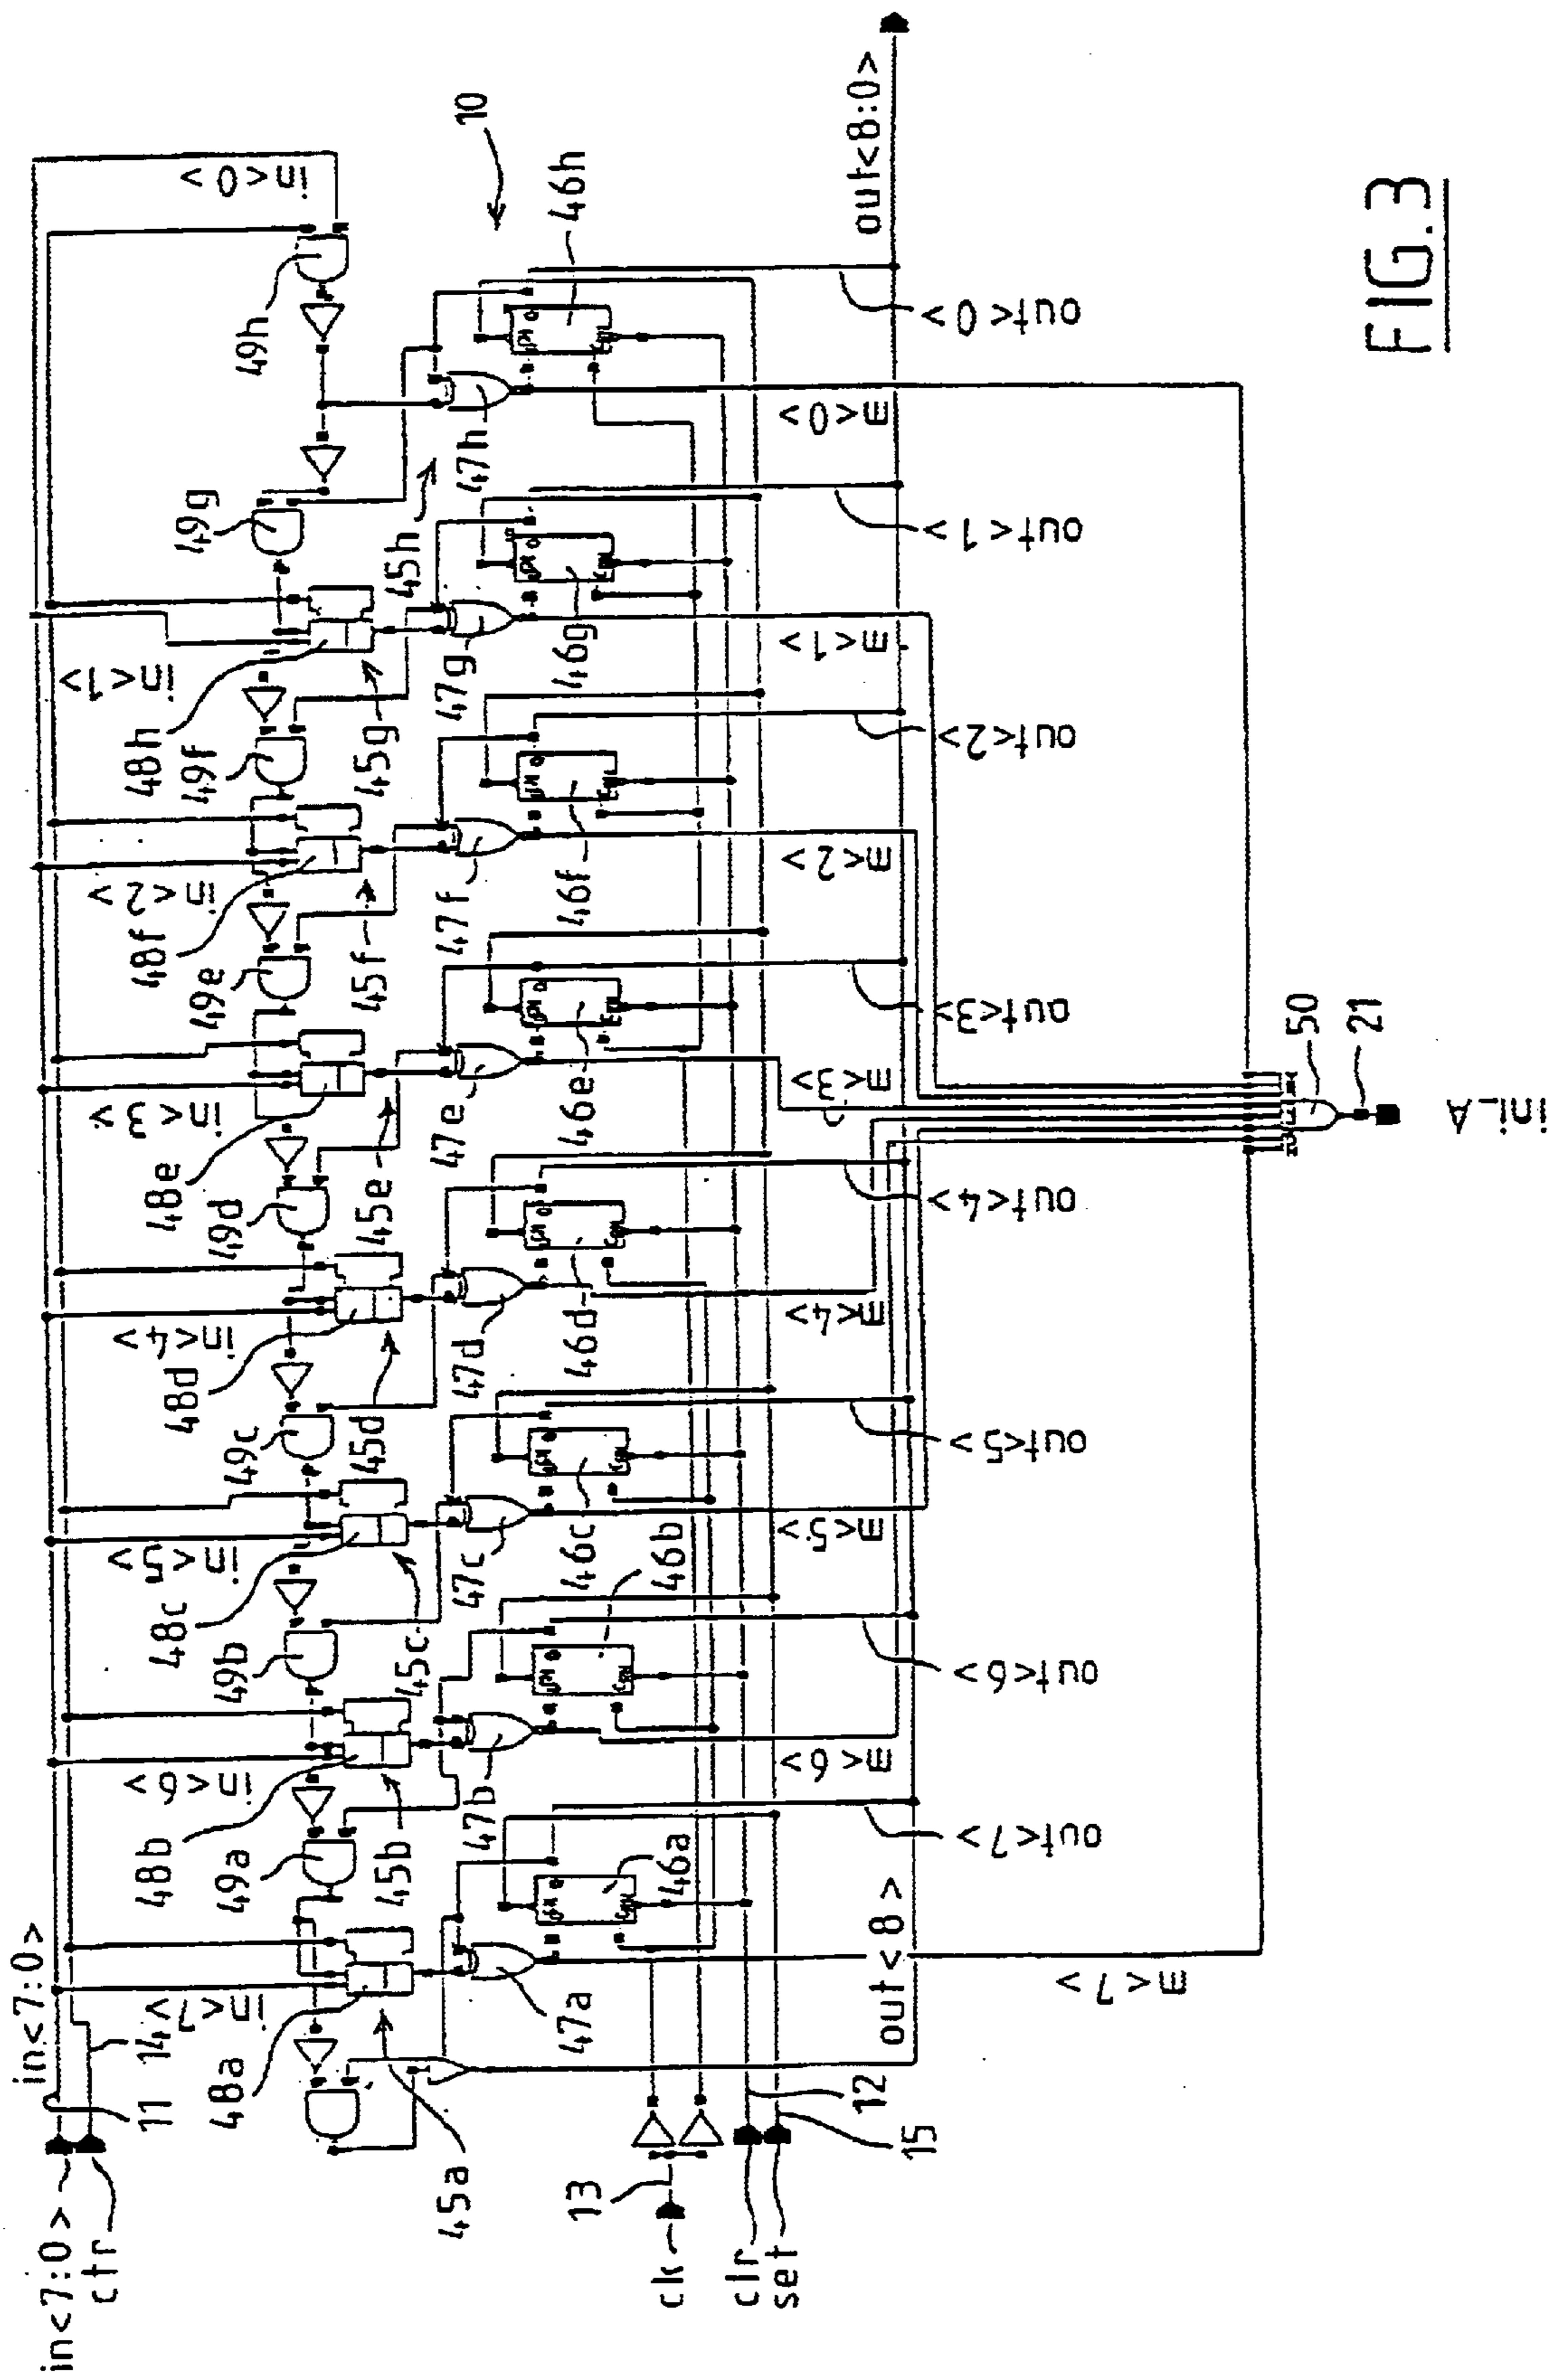 in<7:0>
ctr
11
14
in<7:0>
in<7>
in<6>
in<5>
in<4>
in<3>
in<2>
in<1>
in<0>
48a
49a
48b
49b
48c
49c
48d
49d
48e
49e
48f
49f
48h
49g
49h
45a
45b
45c
45d
45e
45f
45g
45h
10
47a
47b
47c
47d
47e
47f
47g
47h
46a
46b
46c
46d
46e
46f
46g
46h
clk
13
clr
set
12
15
m<7>
m<6>
m<5>
m<4>
m<3>
m<2>
m<1>
m<0>
out<8>
out<8:0>
out<7>
out<6>
out<5>
out<4>
out<3>
out<2>
out<1>
out<0>
50
21
ini_A
FIG.3